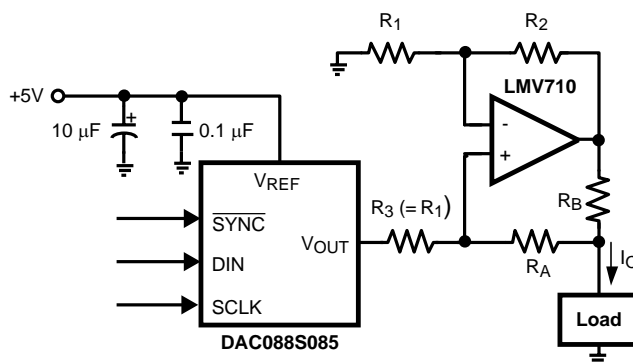 R1
R2
LMV710
+5V
+
10 µF
0.1 µF
-
+
VREF
R3 (= R1)
RB
SYNC
VOUT
DIN
RA
IO
SCLK
Load
DAC088S085